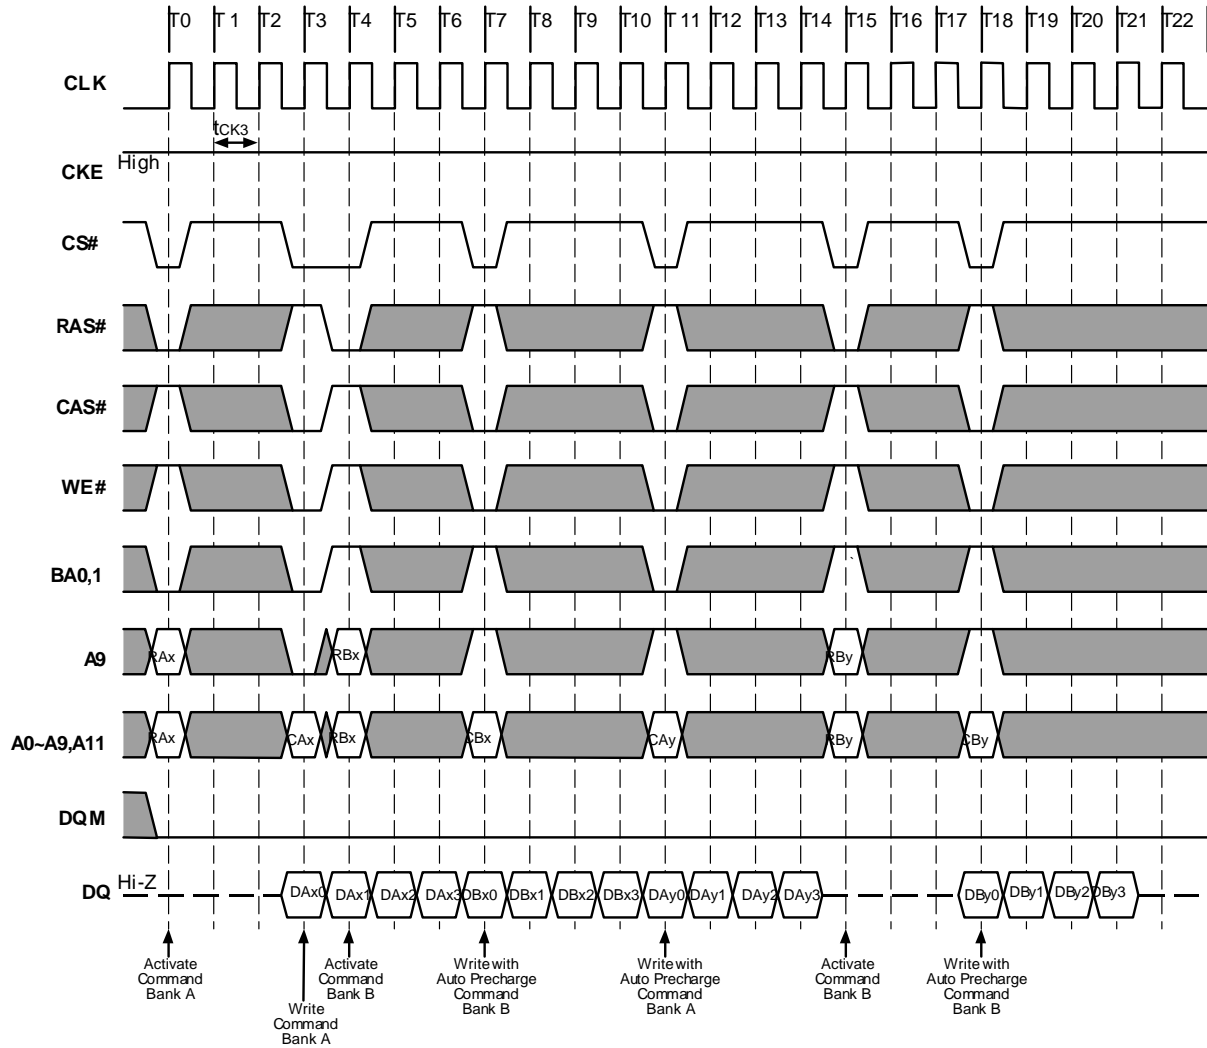 T0 T 1 T2 T3 T4 T5 T6 T7 T8 T9 T10 T 11 T12 T13 T14 T15 T16 T17 T18 T19 T20 T21 T22
CLK
tCK3
High
CKE
CS#
RAS#
CAS#
WE#
BA0,1
A9 RAx RBx RBy
A0~A9,A11 RAx CAx RBx CBx CAy RBy CBy
DQM
Hi-Z
DQ DAx0 DAx1 DAx2 DAx3 DBx0 DBx1 DBx2 DBx3 DAy0 DAy1 DAy2 DAy3 DBy0 DBy1 DBy2 DBy3
Activate
Command
Bank A
Write
Command
Bank A
Activate
Command
Bank B
Write with
Auto Precharge
Command
Bank B
Write with
Auto Precharge
Command
Bank A
Activate
Command
Bank B
Write with
Auto Precharge
Command
Bank B